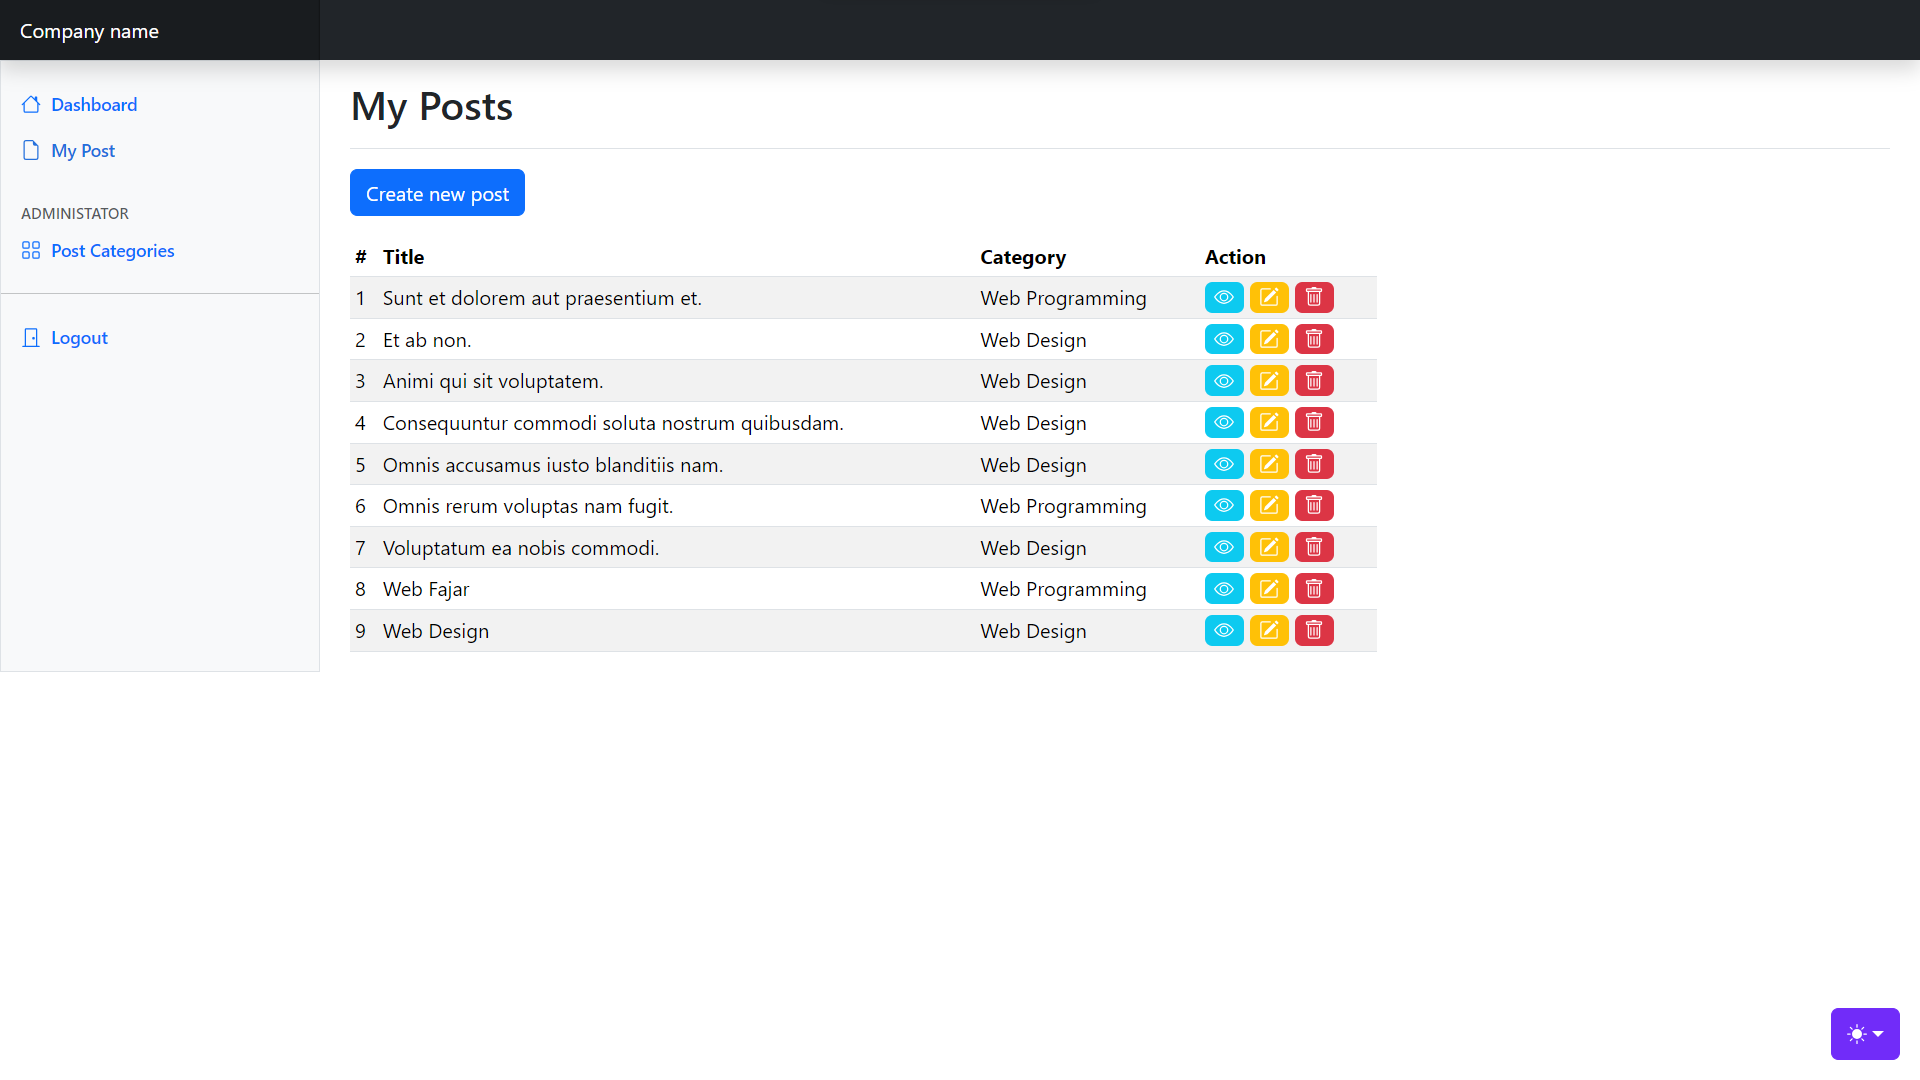 Company name
Dashboard
My Post
ADMINISTATOR
Post Categories
Logout
My Posts
Create new post
# Title Category Action
1 Sunt et dolorem aut praesentium et. Web Programming
2 Et ab non. Web Design
3 Animi qui sit voluptatem. Web Design
4 Consequuntur commodi soluta nostrum quibusdam. Web Design
5 Omnis accusamus iusto blanditiis nam. Web Design
6 Omnis rerum voluptas nam fugit. Web Programming
7 Voluptatum ea nobis commodi. Web Design
8 Web Fajar Web Programming
9 Web Design Web Design